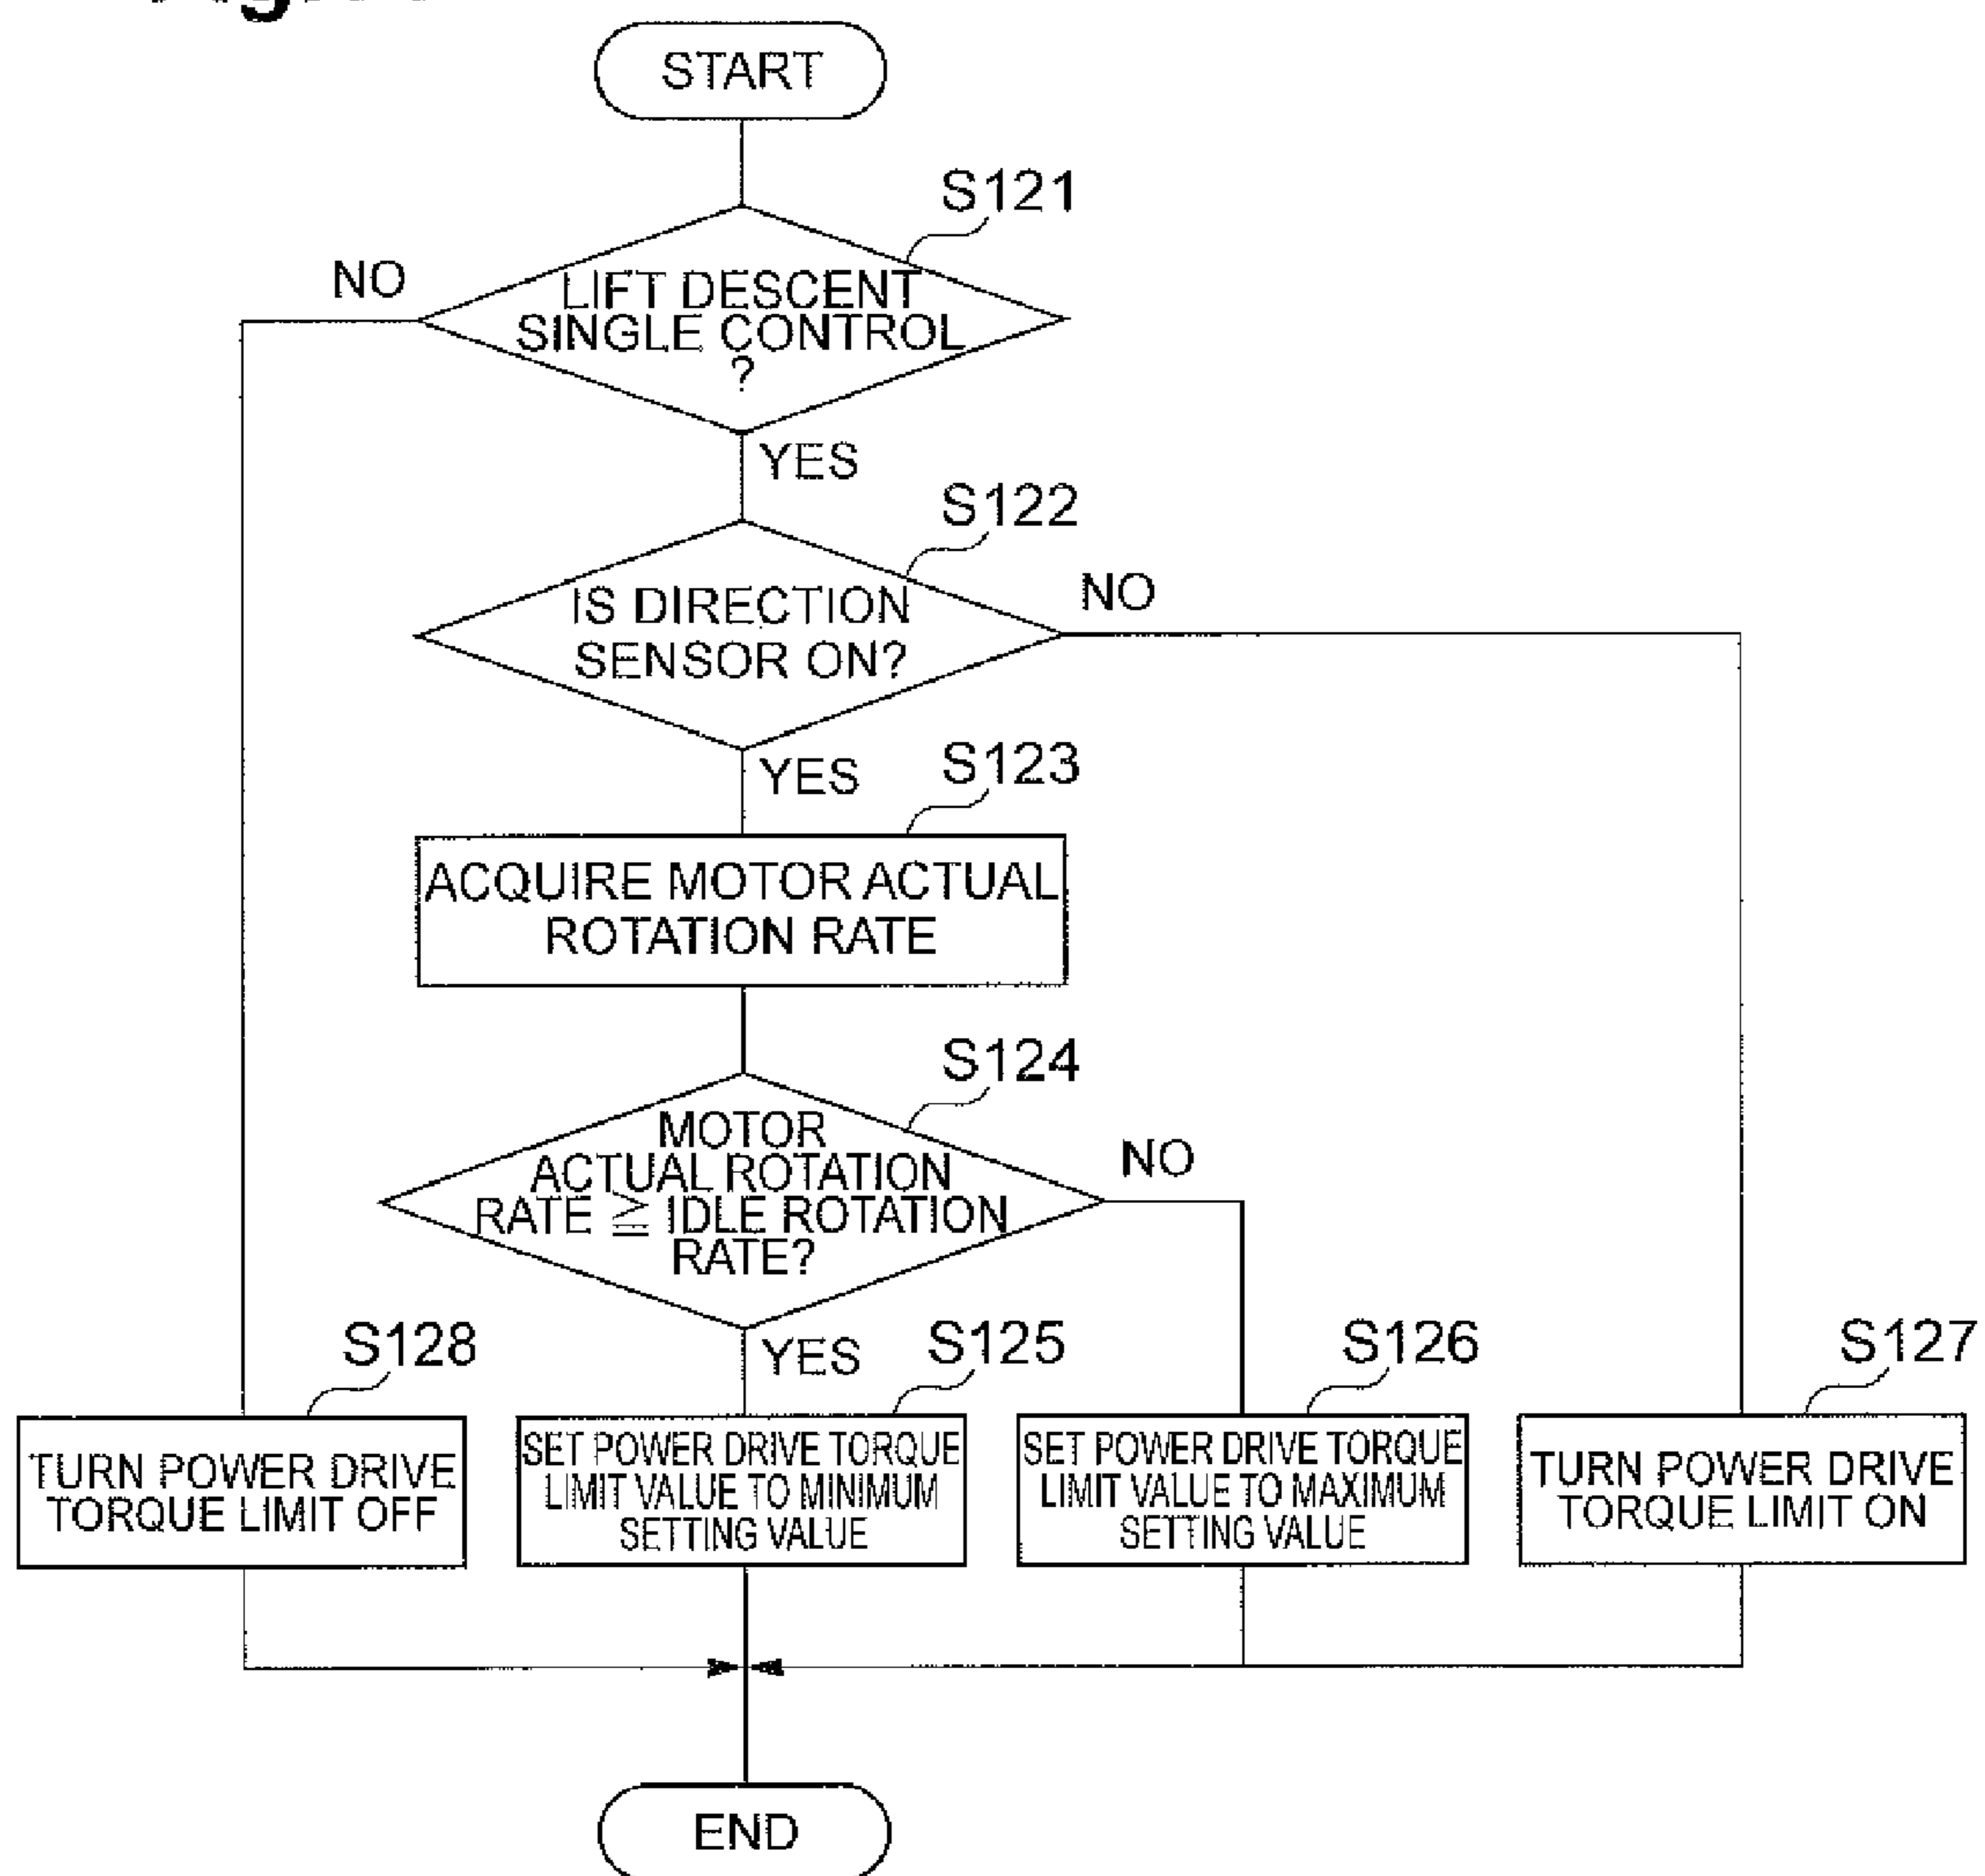 START
S121
NO
LIFT DESCENT
SINGLE CONTROL
?
YES
S122
IS DIRECTION
SENSOR ON?
NO
YES
S123
ACQUIRE MOTOR ACTUAL
ROTATION RATE
S124
MOTOR
ACTUAL ROTATION
RATE ≧ IDLE ROTATION
RATE?
NO
YES
S128
TURN POWER DRIVE
TORQUE LIMIT OFF
S125
SET POWER DRIVE TORQUE
LIMIT VALUE TO MINIMUM
SETTING VALUE
S126
SET POWER DRIVE TORQUE
LIMIT VALUE TO MAXIMUM
SETTING VALUE
S127
TURN POWER DRIVE
TORQUE LIMIT ON
END